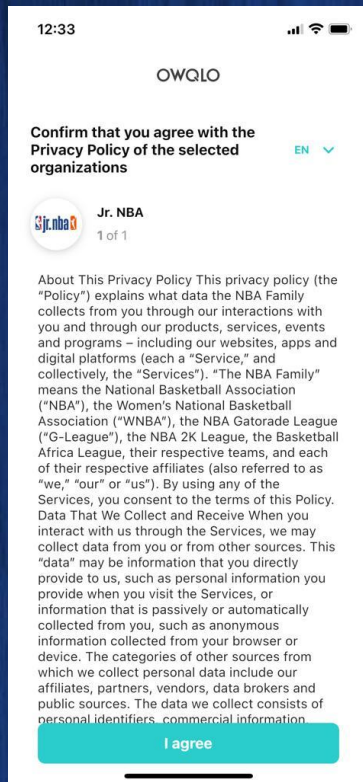 12:33
OWQLO
Confirm that you agree with the
Privacy Policy of the selected
organizations
EN
jr.nba
Jr. NBA
1 of 1
About This Privacy Policy This privacy policy (the
“Policy”) explains what data the NBA Family
collects from you through our interactions with
you and through our products, services, events
and programs – including our websites, apps and
digital platforms (each a “Service,” and
collectively, the “Services”). “The NBA Family”
means the National Basketball Association
(“NBA”), the Women’s National Basketball
Association (“WNBA”), the NBA Gatorade League
(“G-League”), the NBA 2K League, the Basketball
Africa League, their respective teams, and each
of their respective affiliates (also referred to as
“we,” “our” or “us”). By using any of the
Services, you consent to the terms of this Policy.
Data That We Collect and Receive When you
interact with us through the Services, we may
collect data from you or from other sources. This
“data” may be information that you directly
provide to us, such as personal information you
provide when you visit the Services, or
information that is passively or automatically
collected from you, such as anonymous
information collected from your browser or
device. The categories of other sources from
which we collect personal data include our
affiliates, partners, vendors, data brokers and
public sources. The data we collect consists of
personal identifiers, commercial information,
I agree